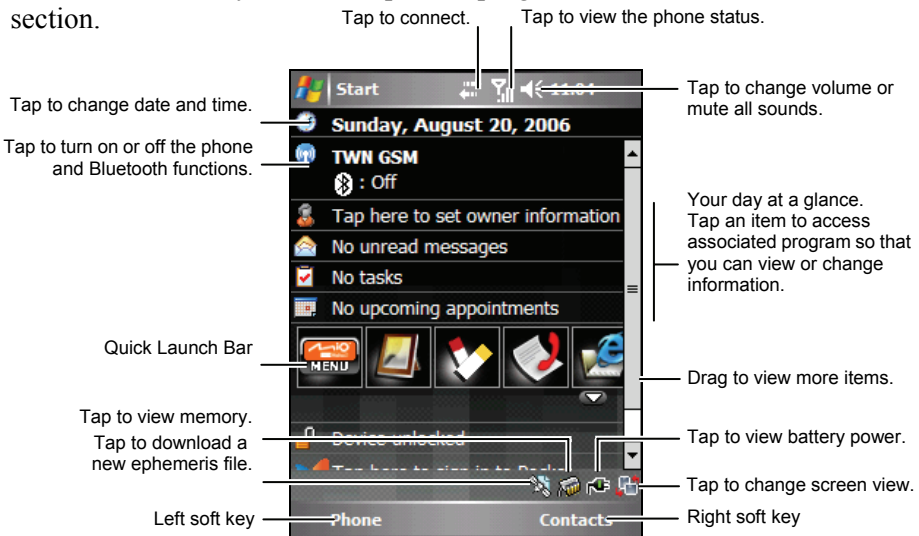 section.
Tap to connect.
Tap to view the phone status.
Start
11:04
Tap to change date and time.
Sunday, August 20, 2006
Tap to change volume or
mute all sounds.
Tap to turn on or off the phone
and Bluetooth functions.
TWN GSM
: Off
Tap here to set owner information
No unread messages
No tasks
No upcoming appointments
Your day at a glance.
Tap an item to access
associated program so that
you can view or change
information.
Quick Launch Bar
MIO
MENU
Drag to view more items.
Tap to view memory.
Tap to download a
new ephemeris file.
Device unlocked
Tap here to sign in to
Tap to view battery power.
Tap to change screen view.
Left soft key
Phone
Contacts
Right soft key